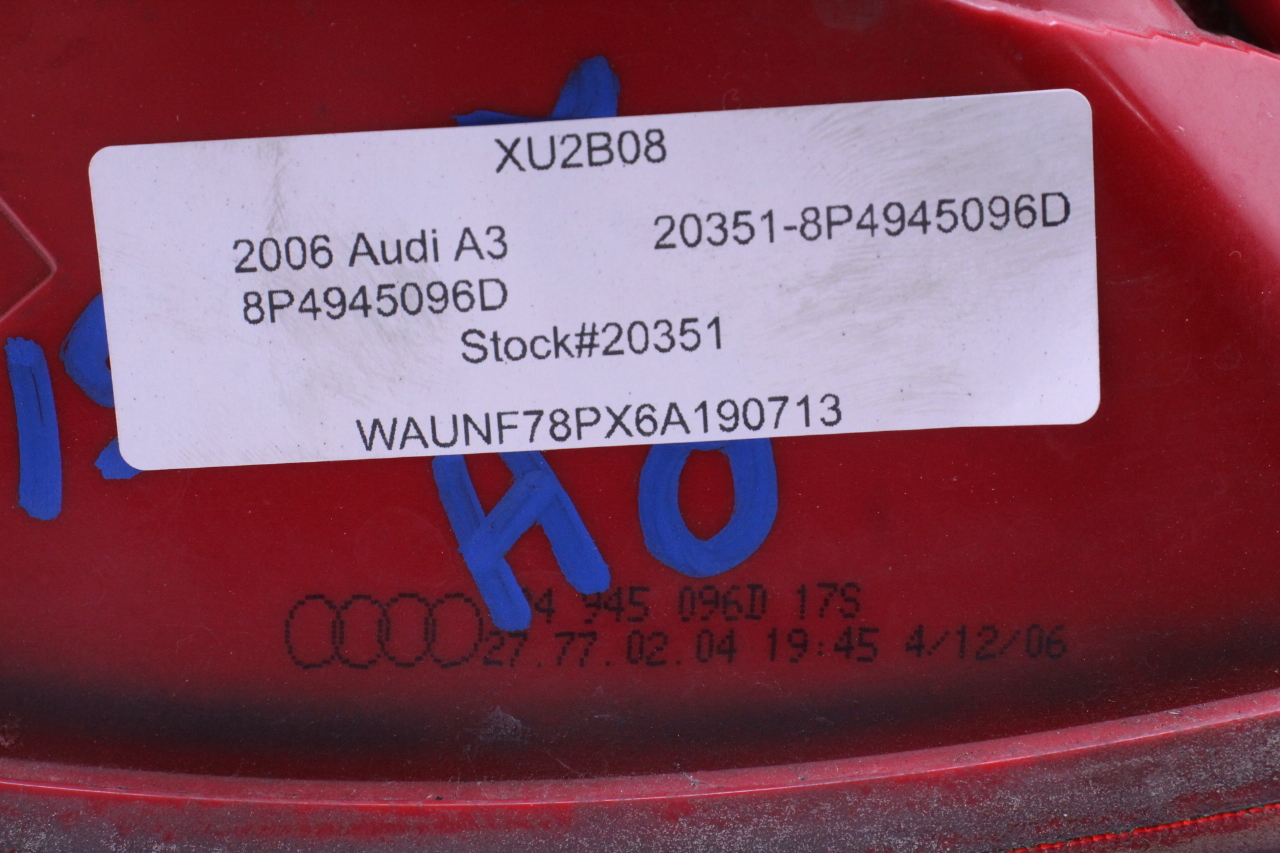 XU2B08
2006 Audi A3 20351-8P4945096D
8P4945096D
Stock#20351
WAUNF78PX6A190713
945 096D 17S
27.77.02.04 19:45 4/12/06